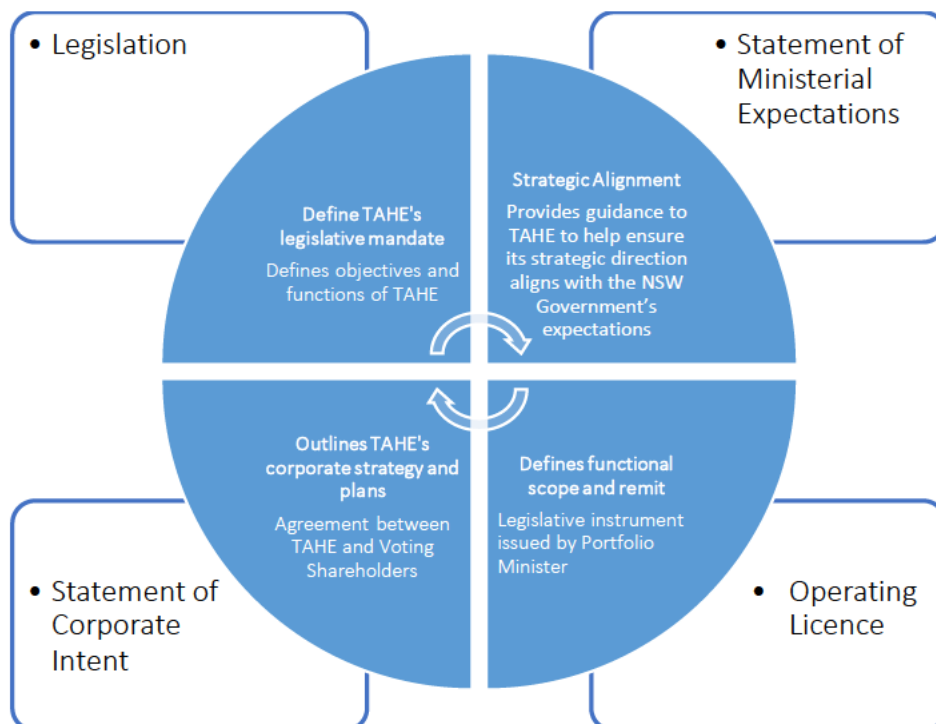 • Legislation
• Statement of
Ministerial
Expectations
Define TAHE's
legislative mandate
Defines objectives and
functions of TAHE
Strategic Alignment
Provides guidance to
TAHE to help ensure
its strategic direction
aligns with the NSW
Government’s
expectations
Outlines TAHE's
corporate strategy and
plans
Agreement between
TAHE and Voting
Shareholders
Defines functional
scope and remit
Legislative instrument
issued by Portfolio
Minister
• Statement of
Corporate
Intent
• Operating
Licence